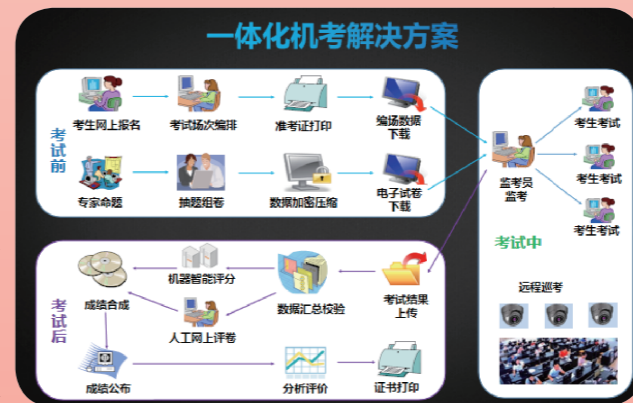 一体化机考解决方案
考试前
考生网上报名
考试场次编排
准考证打印
编场数据
下载
专家命题
抽题组卷
数据加密压缩
电子试卷
下载
监考员
监考
考生考试
考生考试
考生考试
考试中
远程巡考
考试后
考试结果
上传
数据汇总校验
机器智能评分
人工网上评卷
成绩合成
成绩公布
分析评价
证书打印